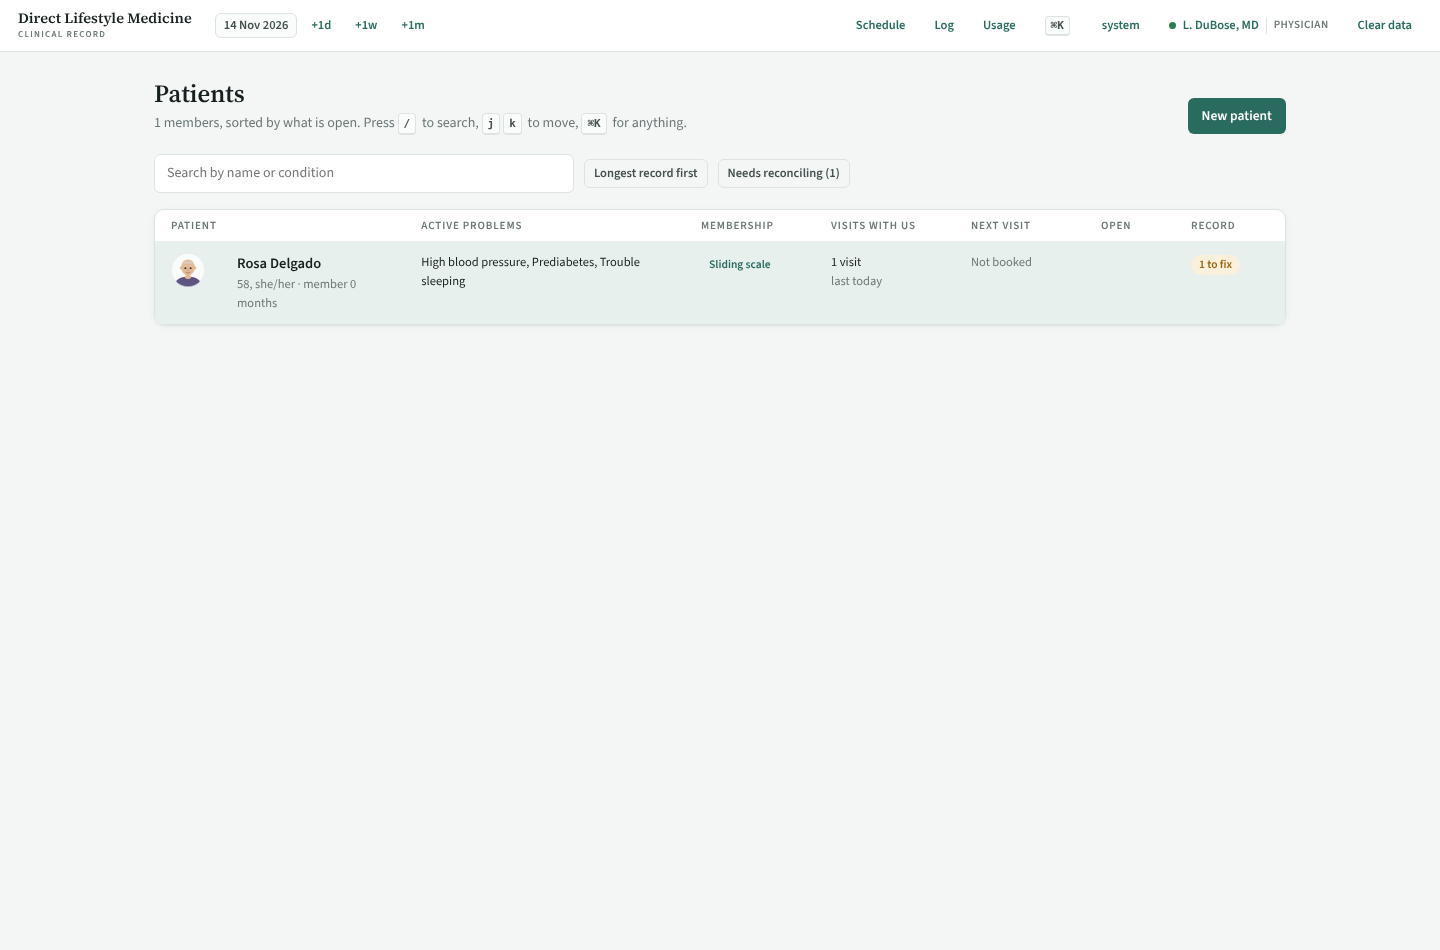 Direct Lifestyle Medicine
CLINICAL RECORD
14 Nov 2026 +1d +1w +1m
Schedule Log Usage ⌘K system L. DuBose, MD PHYSICIAN Clear data
Patients
1 members, sorted by what is open. Press / to search, j k to move, ⌘K for anything.
New patient
Search by name or condition
Longest record first
Needs reconciling (1)
PATIENT ACTIVE PROBLEMS MEMBERSHIP VISITS WITH US NEXT VISIT OPEN RECORD
Rosa Delgado
58, she/her · member 0
months
High blood pressure, Prediabetes, Trouble
sleeping
Sliding scale
1 visit
last today
Not booked
1 to fix